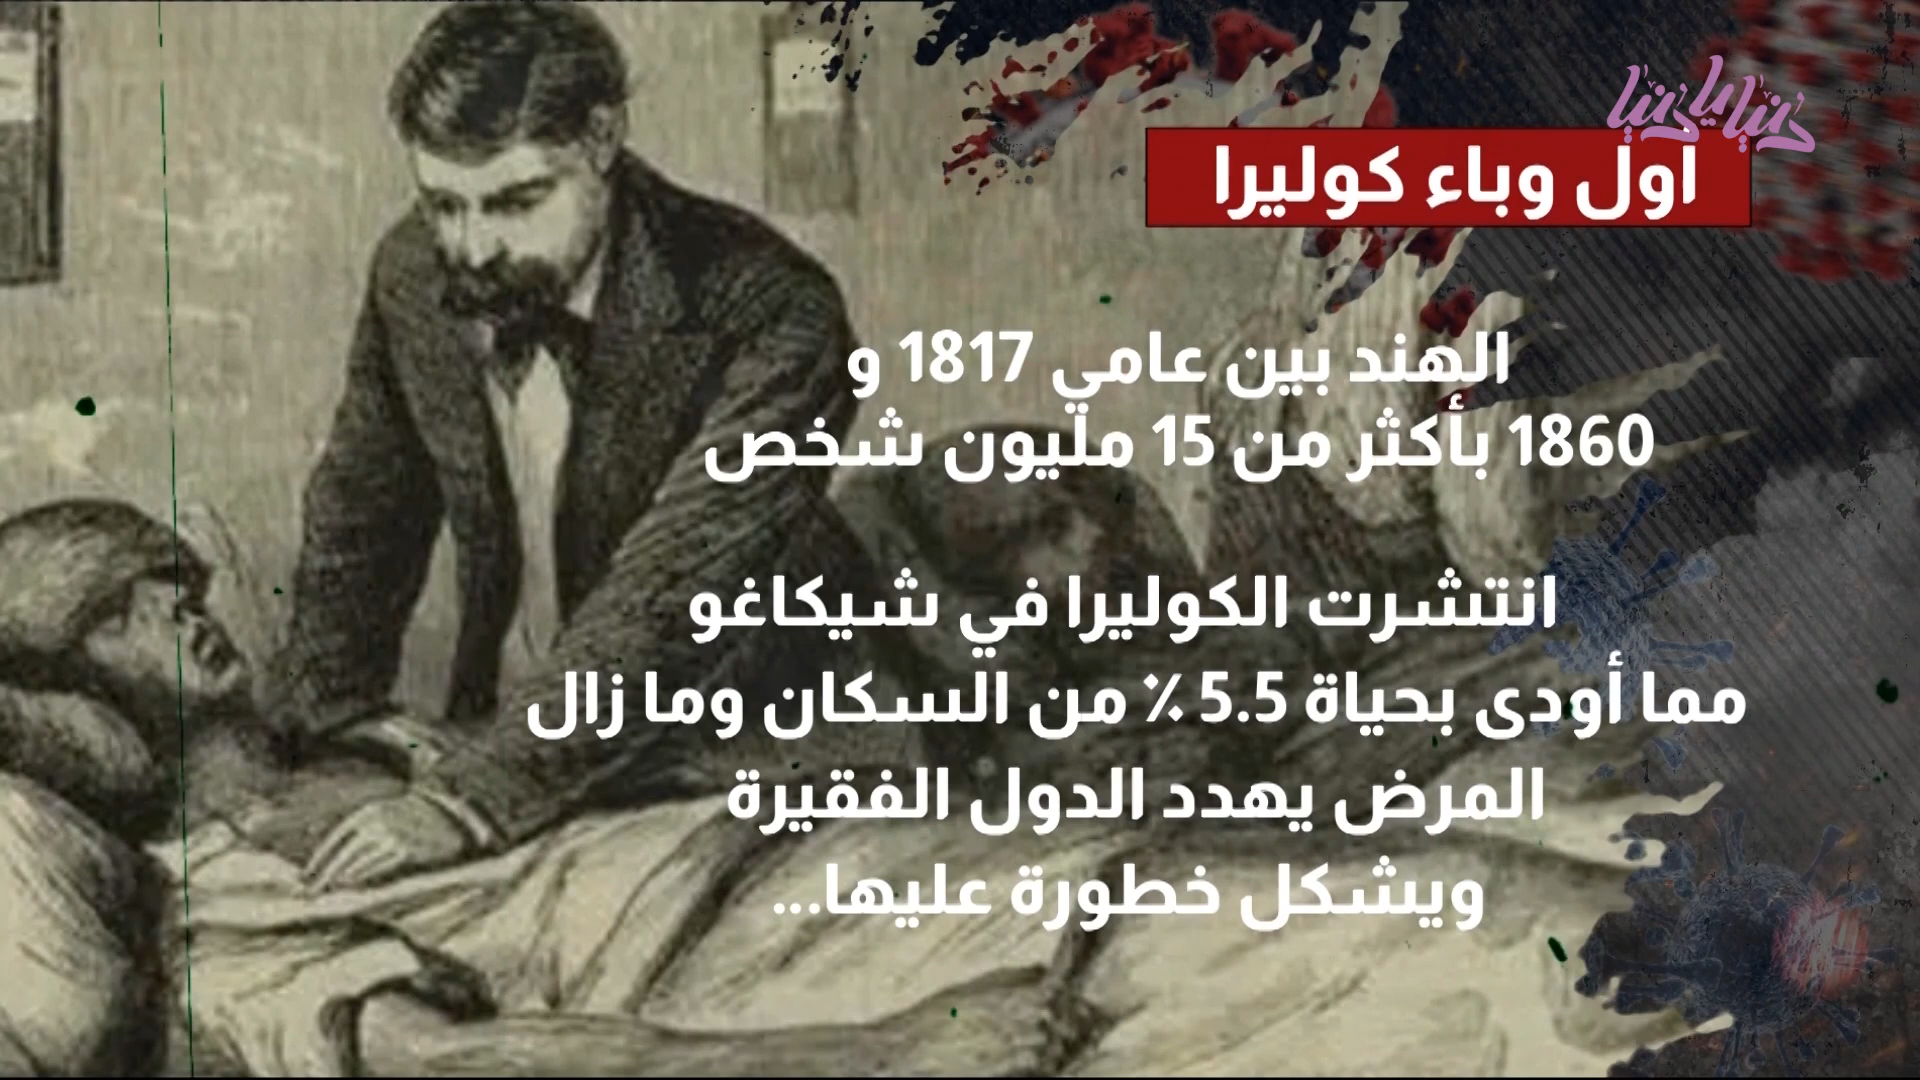 دنيا يا دنيا
اول وباء كوليرا
الهند بين عامي 1817 و
1860 بأكثر من 15 مليون شخص
انتشرت الكوليرا في شيكاغو
مما أودى بحياة 5.5 ٪ من السكان وما زال
المرض يهدد الدول الفقيرة
ويشكل خطورة عليها...